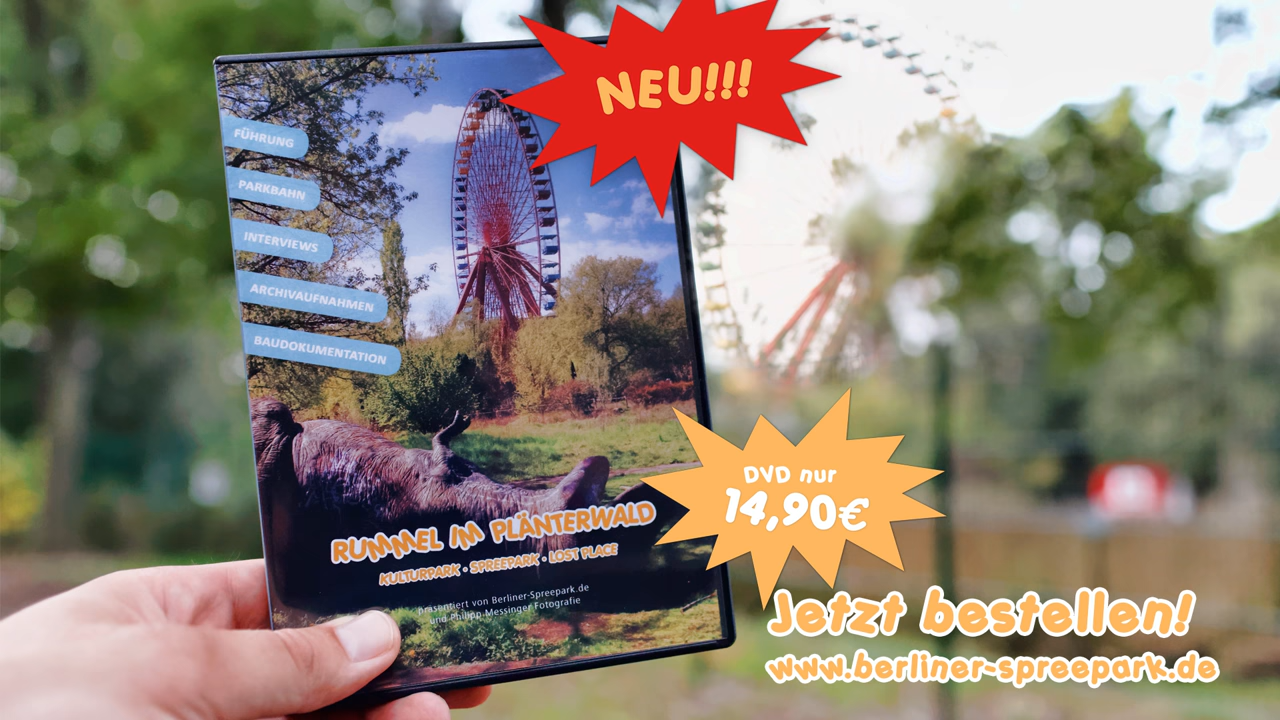 NEU!!!
FÜHRUNG
PARKBAHN
INTERVIEWS
ARCHIVAUFNAHMEN
BAUDOKUMENTATION
RUMMEL IM PLÄNTERWALD
KULTURPARK • SPREEPARK • LOST PLACE
präsentiert von Berliner-Spreepark.de
und Philipp Messinger Fotografie
DVD nur
14,90€
Jetzt bestellen!
www.berliner-spreepark.de